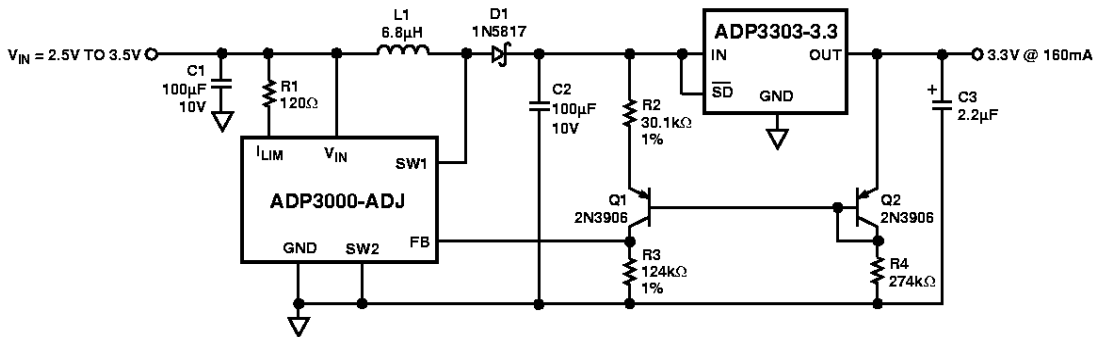 V_IN = 2.5V TO 3.5V
C1
100μF
10V
R1
120Ω
L1
6.8μH
D1
1N5817
C2
100μF
10V
R2
30.1kΩ
1%
ADP3303-3.3
IN
OUT
SD
GND
3.3V @ 160mA
+
C3
2.2μF
I_LIM
V_IN
SW1
ADP3000-ADJ
FB
GND
SW2
Q1
2N3906
Q2
2N3906
R3
124kΩ
1%
R4
274kΩ